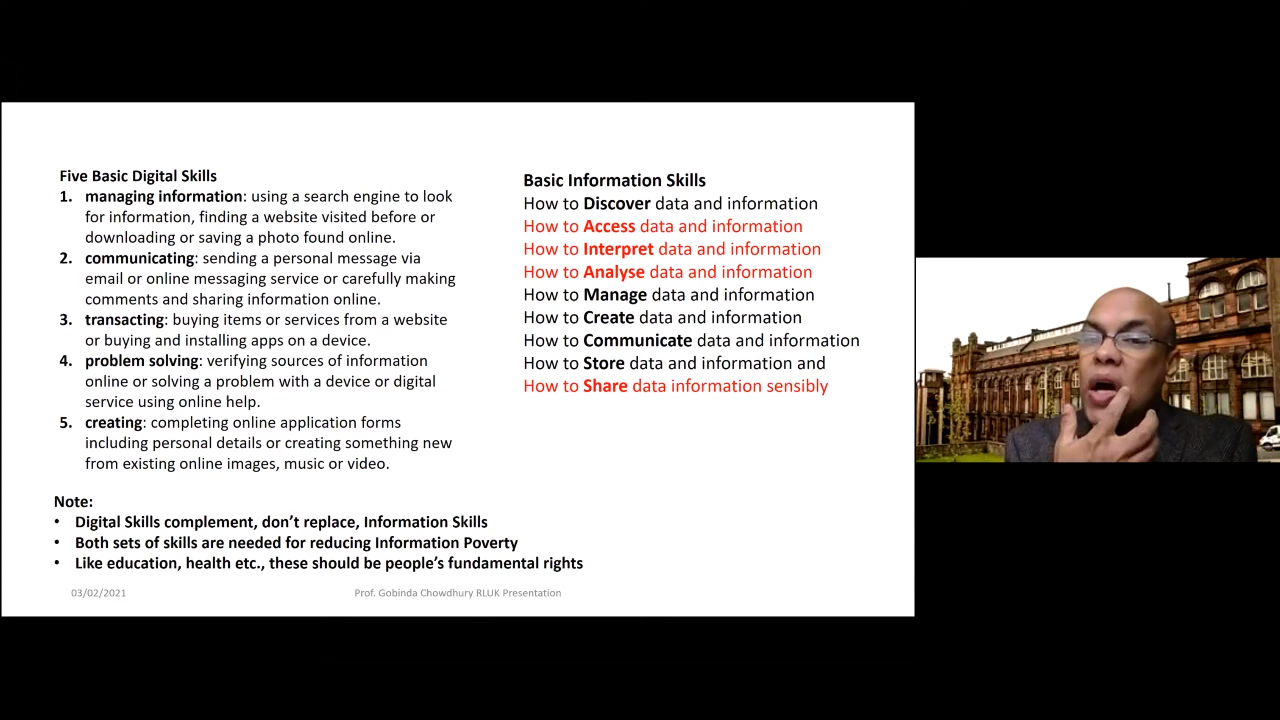 Five Basic Digital Skills
1. managing information: using a search engine to look
for information, finding a website visited before or
downloading or saving a photo found online.
2. communicating: sending a personal message via
email or online messaging service or carefully making
comments and sharing information online.
3. transacting: buying items or services from a website
or buying and installing apps on a device.
4. problem solving: verifying sources of information
online or solving a problem with a device or digital
service using online help.
5. creating: completing online application forms
including personal details or creating something new
from existing online images, music or video.
Basic Information Skills
How to Discover data and information
How to Access data and information
How to Interpret data and information
How to Analyse data and information
How to Manage data and information
How to Create data and information
How to Communicate data and information
How to Store data and information and
How to Share data information sensibly
Note:
• Digital Skills complement, don’t replace, Information Skills
• Both sets of skills are needed for reducing Information Poverty
• Like education, health etc., these should be people’s fundamental rights
03/02/2021
Prof. Gobinda Chowdhury RLUK Presentation